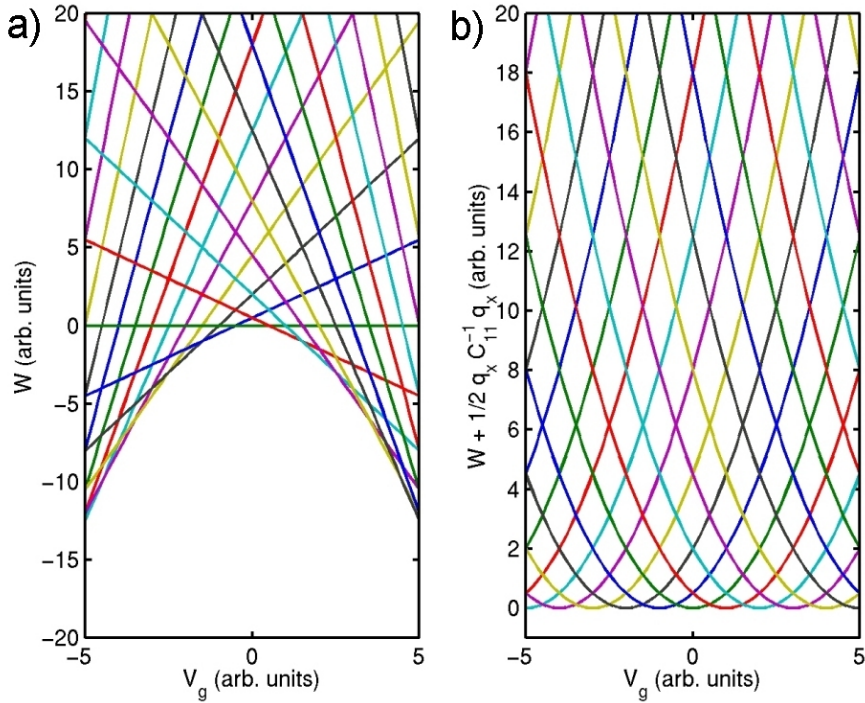 a)
20
15
10
5
0
−5
−10
−15
−20
W (arb. units)
−5 0 5
V_g (arb. units)
b)
20
18
16
14
12
10
8
6
4
2
0
W + 1/2 q_x C_{11}^{-1} q_x (arb. units)
−5 0 5
V_g (arb. units)